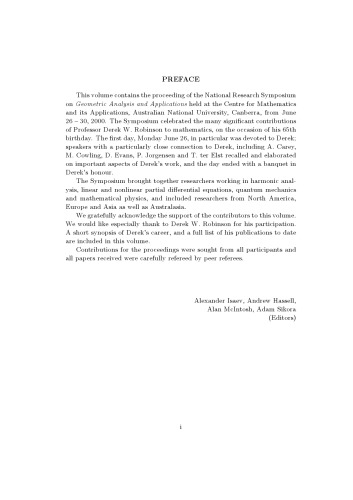 PREFACE
This volume contains the proceeding of the National Research Symposium
on Geometric Analysis and Applications held at the Centre for Mathematics
and its Applications, Australian National University, Canberra, from June
26 – 30, 2000. The Symposium celebrated the many significant contributions
of Professor Derek W. Robinson to mathematics, on the occasion of his 65th
birthday. The first day, Monday June 26, in particular was devoted to Derek;
speakers with a particularly close connection to Derek, including A. Carey,
M. Cowling, D. Evans, P. Jorgensen and T. ter Elst recalled and elaborated
on important aspects of Derek's work, and the day ended with a banquet in
Derek's honour.
The Symposium brought together researchers working in harmonic anal-
ysis, linear and nonlinear partial differential equations, quantum mechanics
and mathematical physics, and included researchers from North America,
Europe and Asia as well as Australasia.
We gratefully acknowledge the support of the contributors to this volume.
We would like especially thank to Derek W. Robinson for his participation.
A short synopsis of Derek's career, and a full list of his publications to date
are included in this volume.
Contributions for the proceedings were sought from all participants and
all papers received were carefully refereed by peer referees.
Alexander Isaev, Andrew Hassell,
Alan McIntosh, Adam Sikora
(Editors)
i